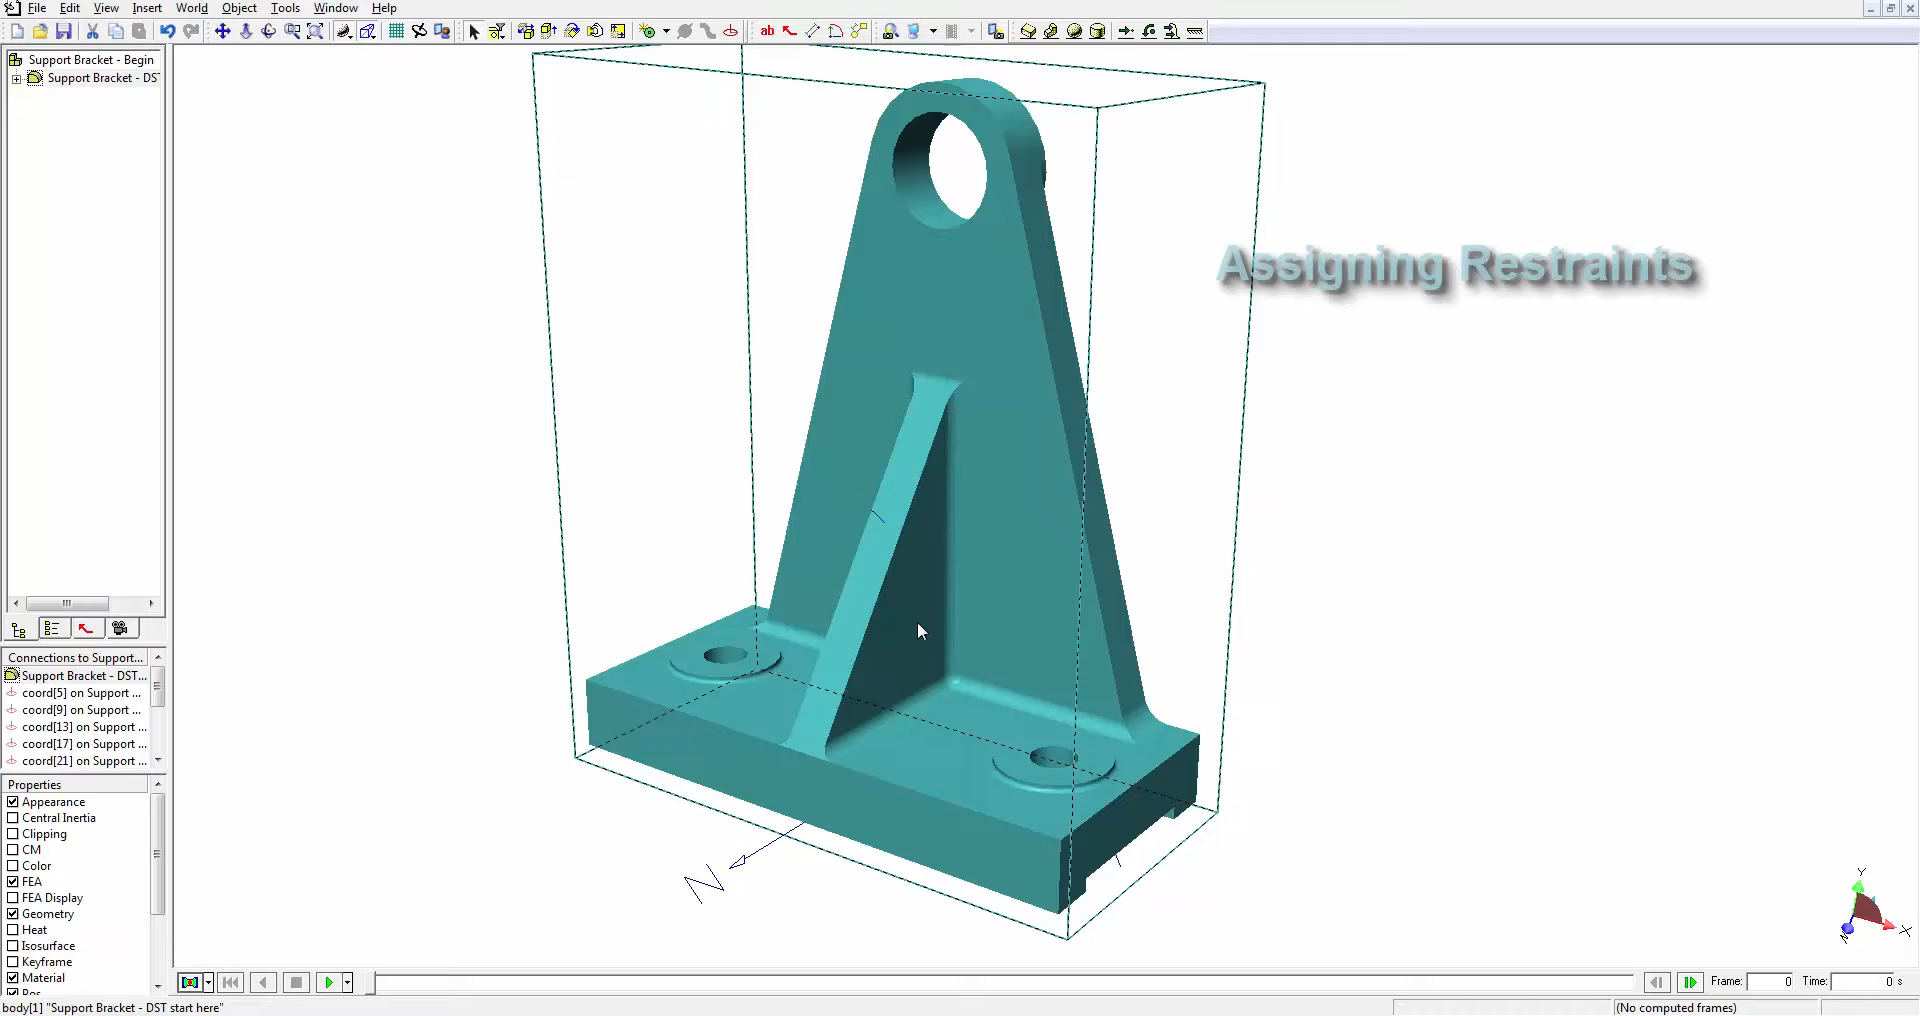 File Edit View Insert World Object Tools Window Help
ab
Support Bracket - Begin
Support Bracket - DST
Assigning Restraints
Connections to Support...
Support Bracket - DST...
coord[5] on Support ...
coord[9] on Support ...
coord[13] on Support ...
coord[17] on Support ...
coord[21] on Support ...
Properties
Appearance
Central Inertia
Clipping
CM
Color
FEA
FEA Display
Geometry
Heat
Isosurface
Keyframe
Material
Pos
Z
Y
X
Z
Frame: 0 Time: 0 s
body[1] "Support Bracket - DST start here" (No computed frames)